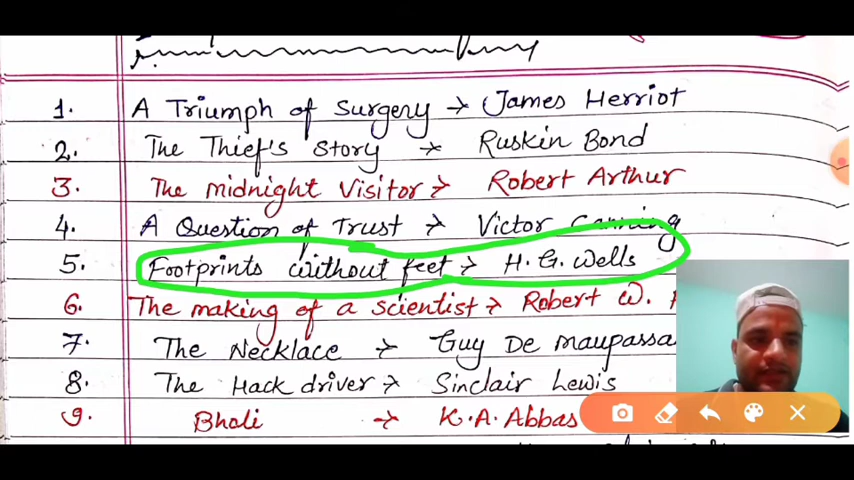 1. A Triumph of Surgery → James Herriot
2. The Thief's Story → Ruskin Bond
3. The midnight Visitor → Robert Arthur
4. A Question of Trust → Victor Canning
5. Footprints without feet → H. G. Wells
6. The making of a scientist → Robert W.
7. The Necklace → Guy De Maupassa
8. The Hack driver → Sinclair Lewis
9. Bholi → K. A. Abbas